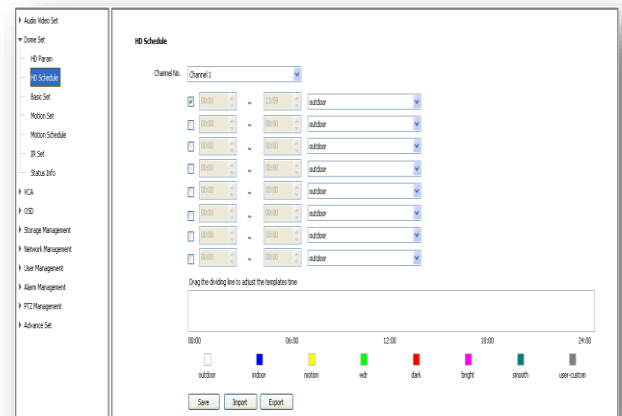 Audio Video Set
Dome Set
HD Param
HD Schedule
Basic Set
Motion Set
Motion Schedule
IR Set
Status Info
VCA
OSD
Storage Management
Network Management
User Management
Alarm Management
PTZ Management
Advance Set
HD Schedule
Channel No. Channel 1
00:00 ~ 23:59 outdoor
00:00 ~ 00:00 outdoor
00:00 ~ 00:00 outdoor
00:00 ~ 00:00 outdoor
00:00 ~ 00:00 outdoor
00:00 ~ 00:00 outdoor
00:00 ~ 00:00 outdoor
00:00 ~ 00:00 outdoor
Drag the dividing line to adjust the templates time
00:00 06:00 12:00 18:00 24:00
outdoor indoor motion wdr dark bright smooth user-custom
Save Import Export